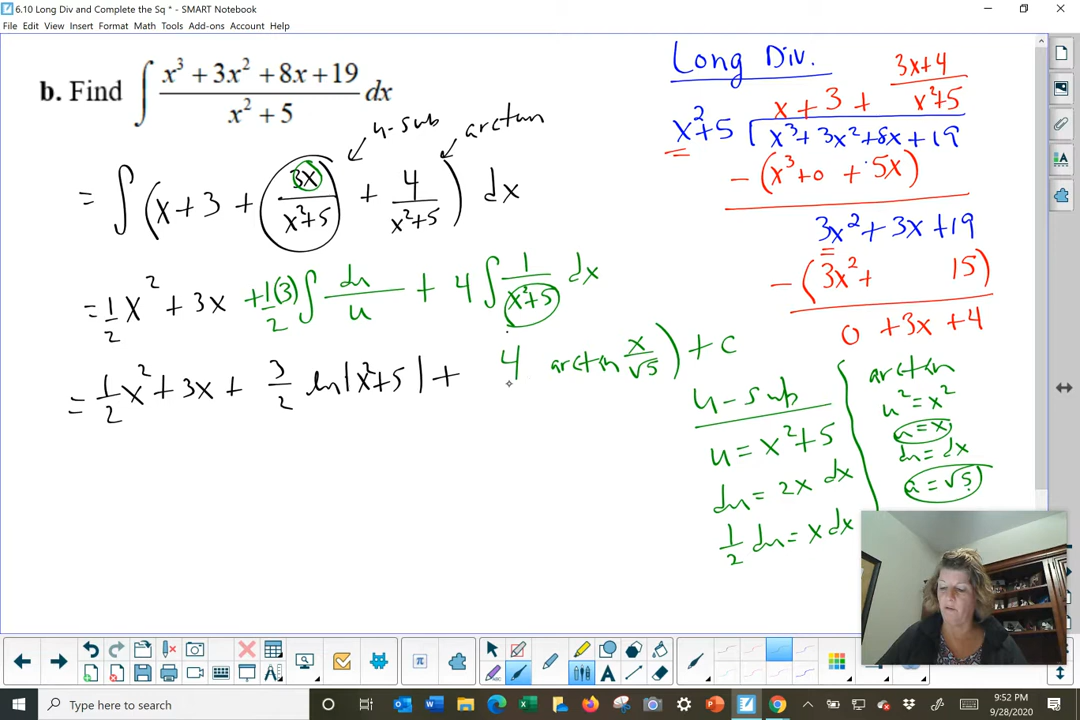 6.10 Long Div and Complete the Sq * - SMART Notebook
File Edit View Insert Format Math Tools Add-ons Account Help
b. Find ∫ (x³ + 3x² + 8x + 19)/(x² + 5) dx
u-sub arctan
= ∫ (x + 3 + 3x/(x²+5) + 4/(x²+5)) dx
= 1/2 x² + 3x + 1/2 (3) ∫ du/u + 4 ∫ 1/(x²+5) dx
= 1/2 x² + 3x + 3/2 ln|x²+5| + 4 arctan x/√5) + c
Long Div.
x + 3 + (3x+4)/(x²+5)
x²+5 x³ + 3x² + 8x + 19
- (x³ + 0 + 5x)
3x² + 3x + 19
- (3x² + 15)
0 + 3x + 4
u-sub
u = x²+5
du = 2x dx
1/2 du = x dx
arctan
u² = x²
u = x
du = dx
a = √5
Type here to search
9:52 PM
9/28/2020